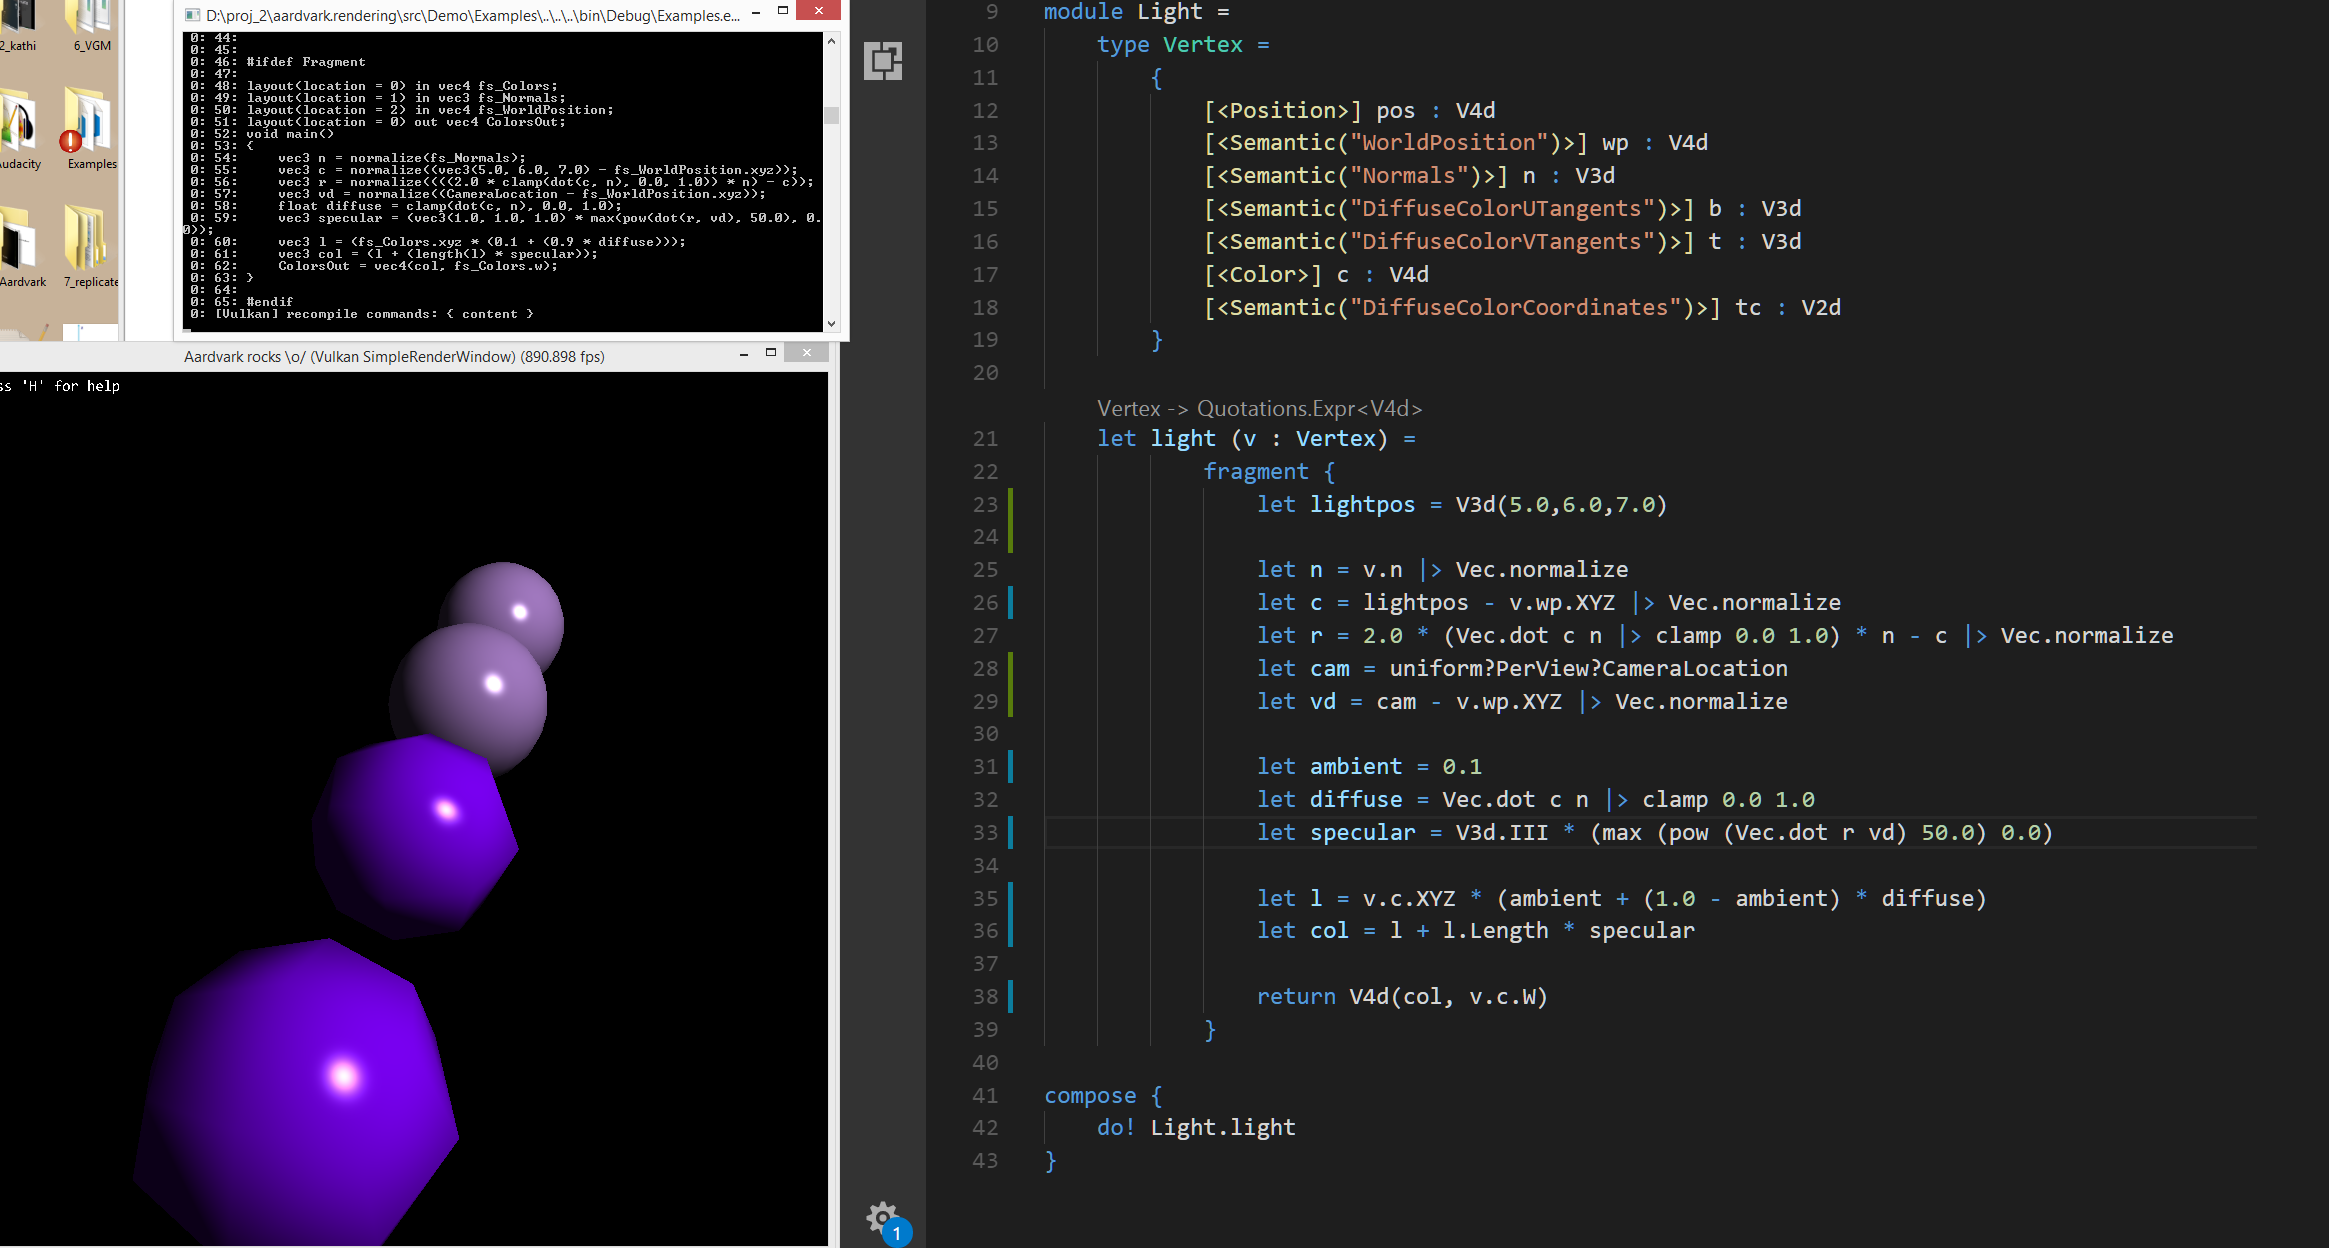 2_kathi
6_VGM
Audacity
Examples
Aardvark
7_replicate
D:\proj_2\aardvark.rendering\src\Demo\Examples\..\..\..\bin\Debug\Examples.e...
0: 44:
0: 45:
0: 46: #ifdef Fragment
0: 47:
0: 48: layout(location = 0) in vec4 fs_Colors;
0: 49: layout(location = 1) in vec3 fs_Normals;
0: 50: layout(location = 2) in vec4 fs_WorldPosition;
0: 51: layout(location = 0) out vec4 ColorsOut;
0: 52: void main()
0: 53: {
0: 54:     vec3 n = normalize(fs_Normals);
0: 55:     vec3 c = normalize((vec3(5.0, 6.0, 7.0) - fs_WorldPosition.xyz));
0: 56:     vec3 r = normalize((((2.0 * clamp(dot(c, n), 0.0, 1.0)) * n) - c));
0: 57:     vec3 vd = normalize((CameraLocation - fs_WorldPosition.xyz));
0: 58:     float diffuse = clamp(dot(c, n), 0.0, 1.0);
0: 59:     vec3 specular = (vec3(1.0, 1.0, 1.0) * max(pow(dot(r, vd), 50.0), 0.
0));
0: 60:     vec3 l = (fs_Colors.xyz * (0.1 + (0.9 * diffuse)));
0: 61:     vec3 col = (l + (length(l) * specular));
0: 62:     ColorsOut = vec4(col, fs_Colors.w);
0: 63: }
0: 64:
0: 65: #endif
0: [Vulkan] recompile commands: { content }
Aardvark rocks \o/ (Vulkan SimpleRenderWindow) (890.898 fps)
ss 'H' for help
1
9 module Light =
10     type Vertex =
11         {
12             [<Position>] pos : V4d
13             [<Semantic("WorldPosition")>] wp : V4d
14             [<Semantic("Normals")>] n : V3d
15             [<Semantic("DiffuseColorUTangents")>] b : V3d
16             [<Semantic("DiffuseColorVTangents")>] t : V3d
17             [<Color>] c : V4d
18             [<Semantic("DiffuseColorCoordinates")>] tc : V2d
19         }
20
Vertex -> Quotations.Expr<V4d>
21     let light (v : Vertex) =
22             fragment {
23                 let lightpos = V3d(5.0,6.0,7.0)
24
25                 let n = v.n |> Vec.normalize
26                 let c = lightpos - v.wp.XYZ |> Vec.normalize
27                 let r = 2.0 * (Vec.dot c n |> clamp 0.0 1.0) * n - c |> Vec.normalize
28                 let cam = uniform?PerView?CameraLocation
29                 let vd = cam - v.wp.XYZ |> Vec.normalize
30
31                 let ambient = 0.1
32                 let diffuse = Vec.dot c n |> clamp 0.0 1.0
33                 let specular = V3d.III * (max (pow (Vec.dot r vd) 50.0) 0.0)
34
35                 let l = v.c.XYZ * (ambient + (1.0 - ambient) * diffuse)
36                 let col = l + l.Length * specular
37
38                 return V4d(col, v.c.W)
39             }
40
41 compose {
42     do! Light.light
43 }